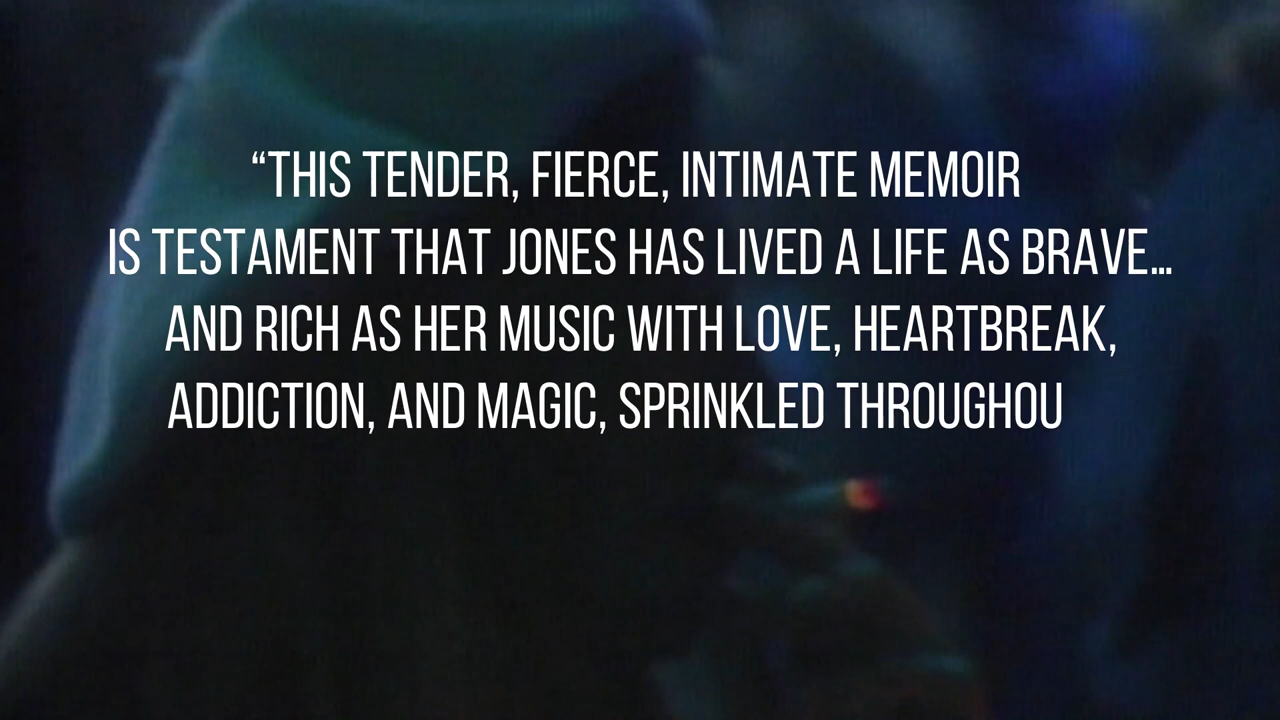 “THIS TENDER, FIERCE, INTIMATE MEMOIR
IS TESTAMENT THAT JONES HAS LIVED A LIFE AS BRAVE…
AND RICH AS HER MUSIC WITH LOVE, HEARTBREAK,
ADDICTION, AND MAGIC, SPRINKLED THROUGHOU